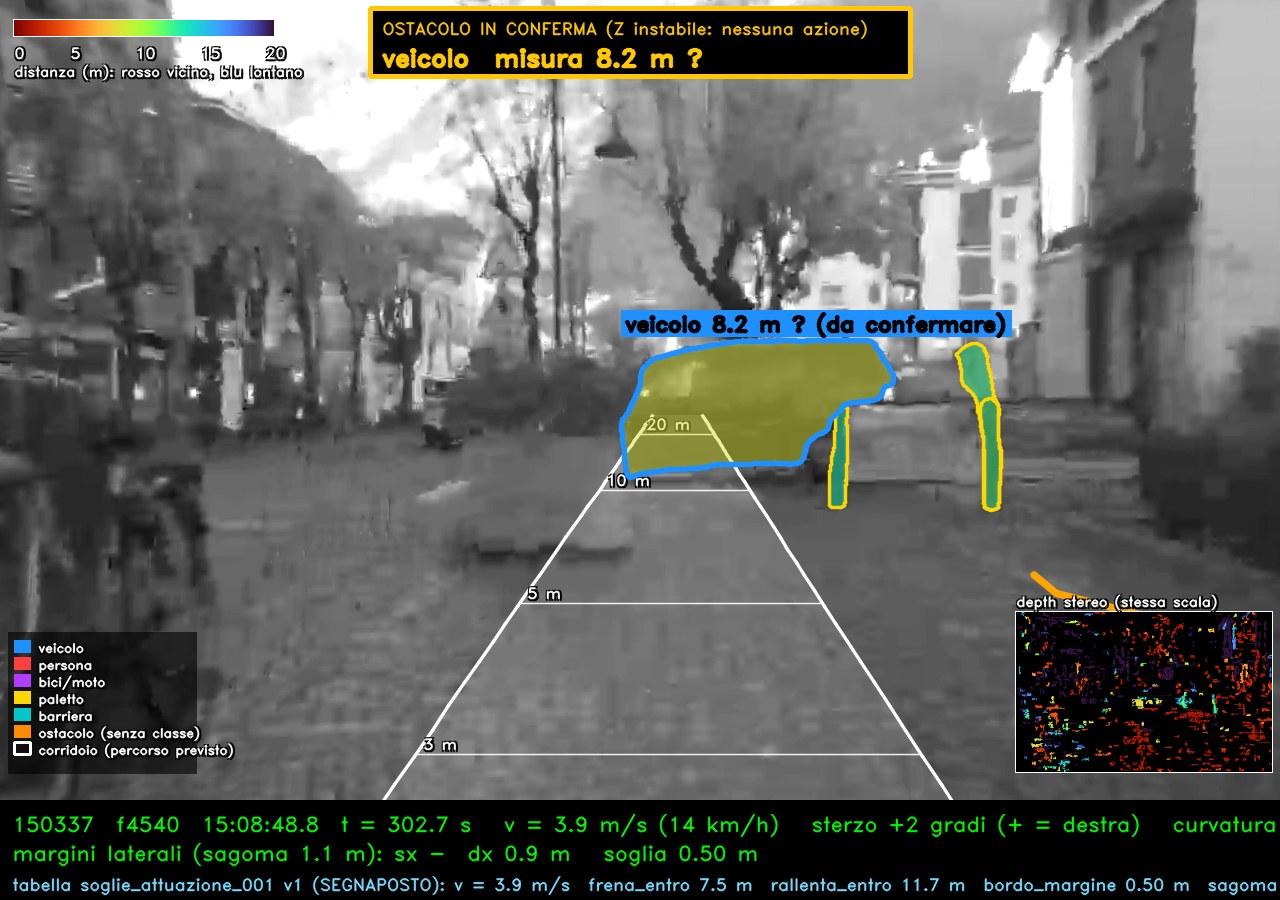 0 5 10 15 20
distanza (m): rosso vicino, blu lontano
OSTACOLO IN CONFERMA (Z instabile: nessuna azione)
veicolo misura 8.2 m ?
veicolo 8.2 m ? (da confermare)
20 m
10 m
5 m
3 m
depth stereo (stessa scala)
veicolo
persona
bici/moto
paletto
barriera
ostacolo (senza classe)
corridoio (percorso previsto)
150337 f4540 15:08:48.8 t = 302.7 s v = 3.9 m/s (14 km/h) sterzo +2 gradi (+ = destra) curvatura
margini laterali (sagoma 1.1 m): sx − dx 0.9 m soglia 0.50 m
tabella soglie_attuazione_001 v1 (SEGNAPOSTO): v = 3.9 m/s frena_entro 7.5 m rallenta_entro 11.7 m bordo_margine 0.50 m sagoma